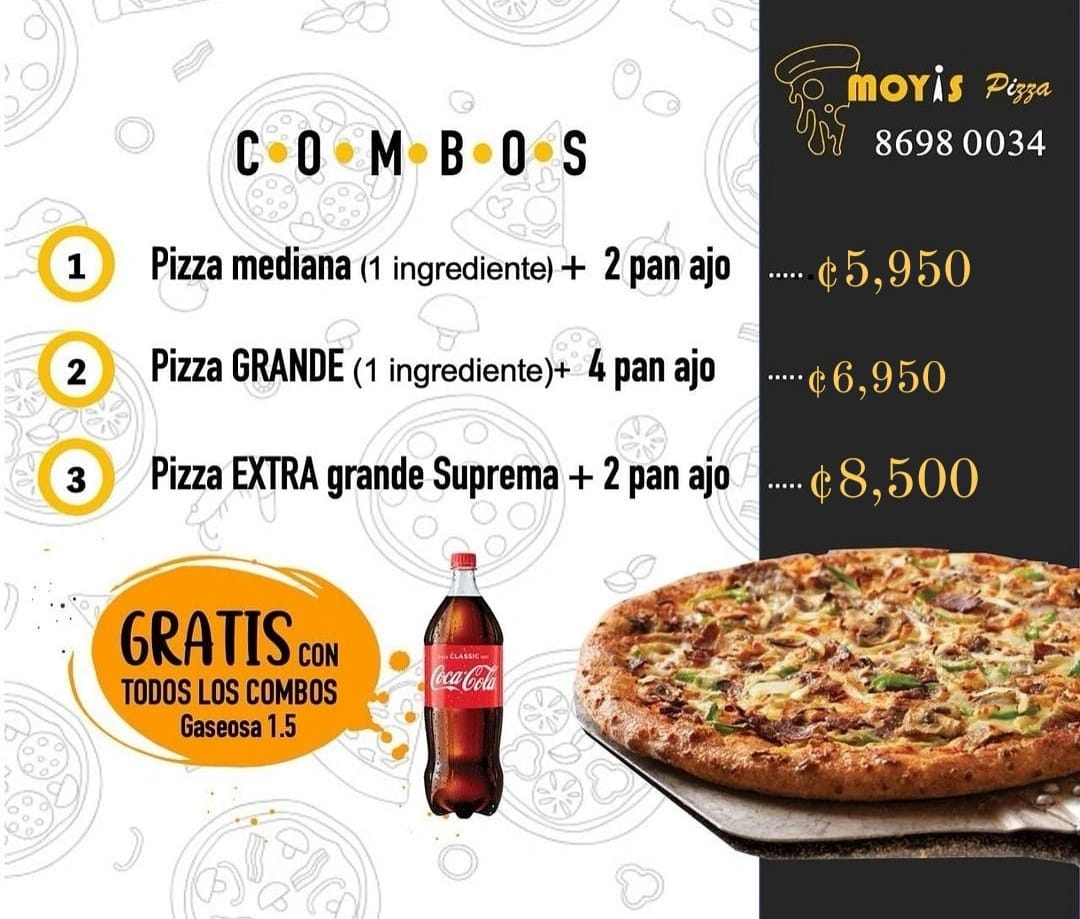 MOYIS Pizza
8698 0034
C•O•M•B•O•S
1 Pizza mediana (1 ingrediente) + 2 pan ajo ...... ¢5,950
2 Pizza GRANDE (1 ingrediente)+ 4 pan ajo ..... ¢6,950
3 Pizza EXTRA grande Suprema + 2 pan ajo ..... ¢8,500
GRATIS CON
TODOS LOS COMBOS
Gaseosa 1.5
CLASSIC
Coca-Cola